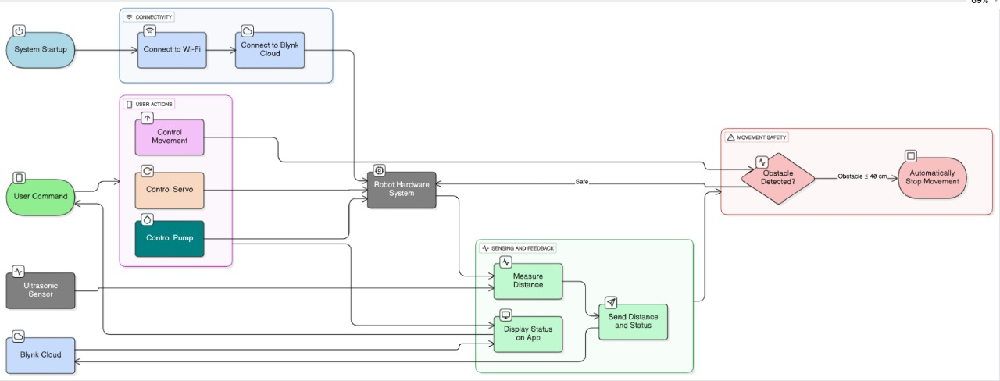 69%
CONNECTIVITY
System Startup
Connect to Wi-Fi
Connect to Blynk
Cloud
USER ACTIONS
Control
Movement
User Command
Control Servo
Control Pump
Robot Hardware
System
Safe
MOVEMENT SAFETY
Obstacle
Detected?
Obstacle ≤ 40 cm
Automatically
Stop Movement
SENSING AND FEEDBACK
Ultrasonic
Sensor
Measure
Distance
Send Distance
and Status
Display Status
on App
Blynk Cloud